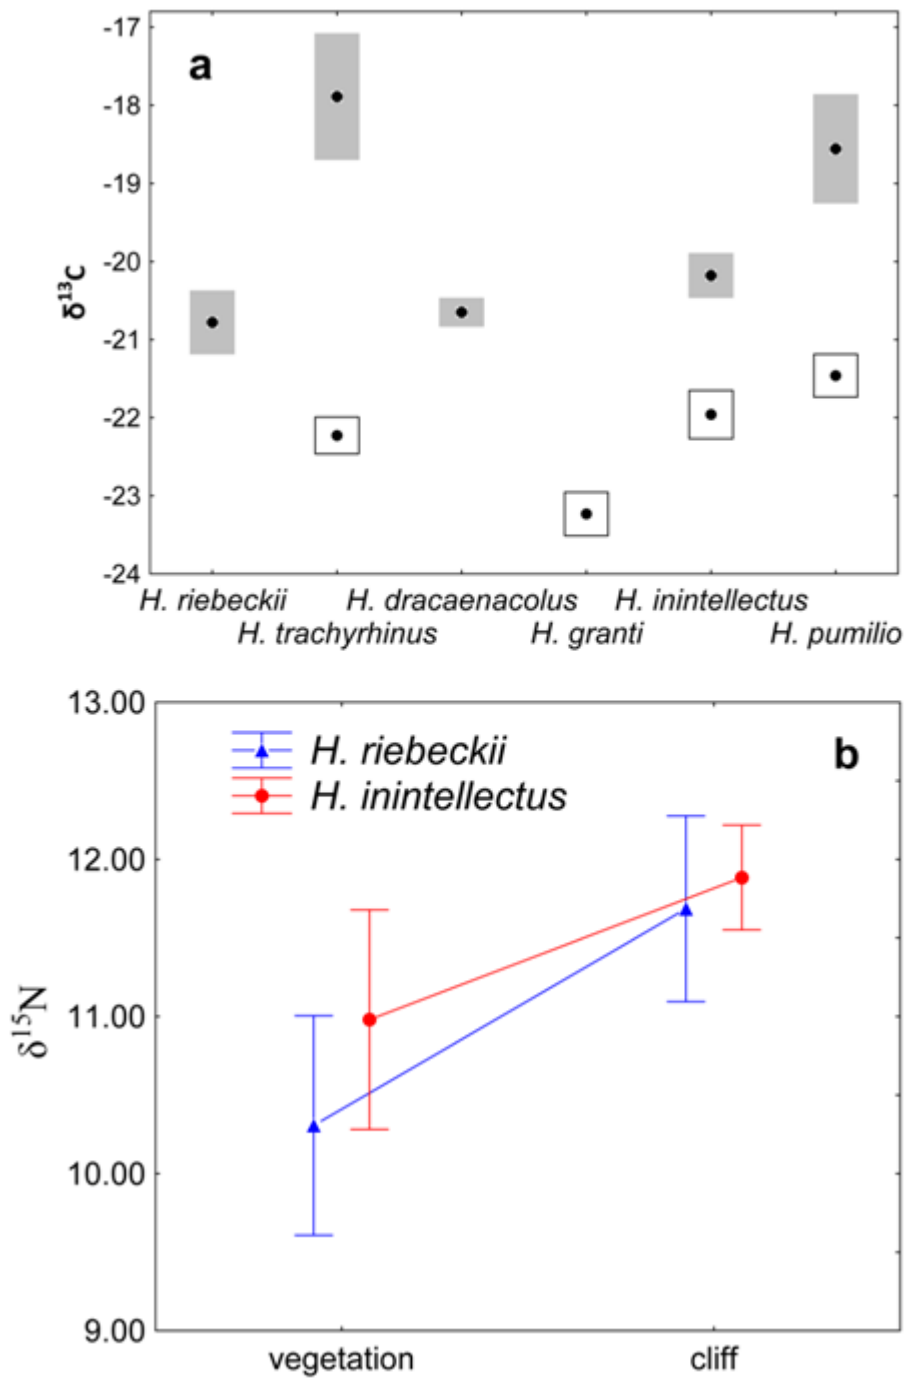 a
-17
-18
-19
-20
-21
-22
-23
-24
δ¹³C
H. riebeckii H. dracaenacolus H. inintellectus
H. trachyrhinus H. granti H. pumilio
b
H. riebeckii
H. inintellectus
13.00
12.00
11.00
10.00
9.00
δ¹⁵N
vegetation cliff